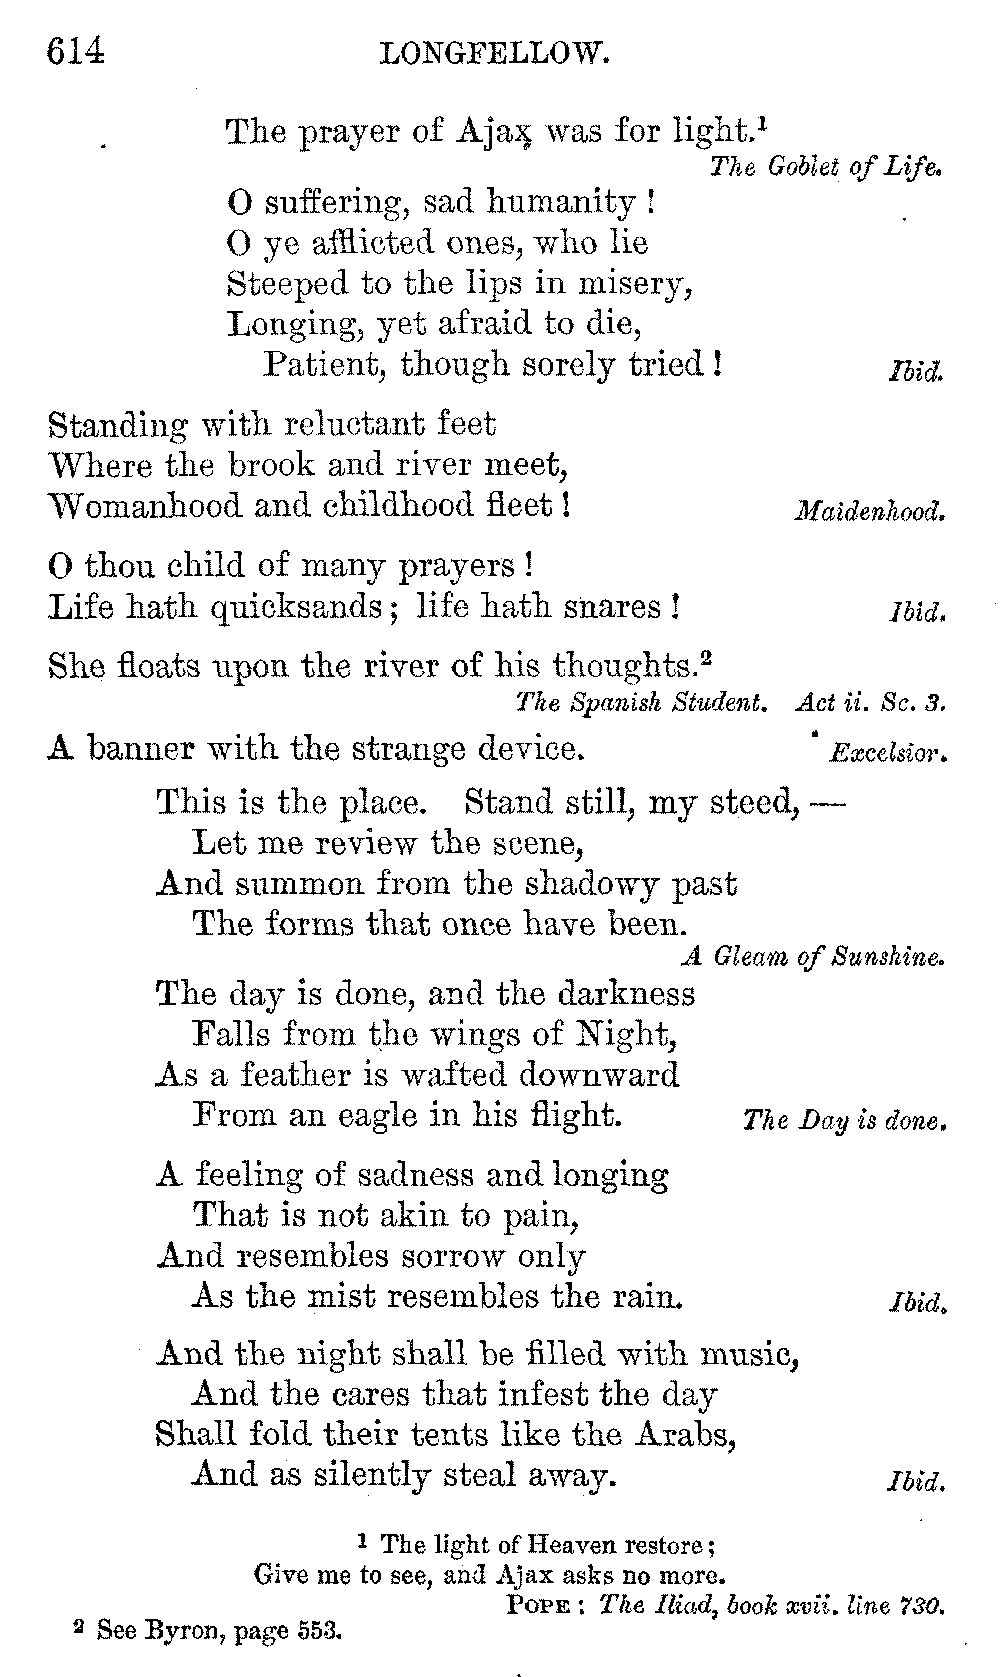 614 LONGFELLOW.
The prayer of Ajax was for light.¹
The Goblet of Life.
O suffering, sad humanity !
O ye afflicted ones, who lie
Steeped to the lips in misery,
Longing, yet afraid to die,
Patient, though sorely tried ! Ibid.
Standing with reluctant feet
Where the brook and river meet,
Womanhood and childhood fleet ! Maidenhood.
O thou child of many prayers !
Life hath quicksands ; life hath snares ! Ibid.
She floats upon the river of his thoughts.²
The Spanish Student. Act ii. Sc. 3.
A banner with the strange device. Excelsior.
This is the place. Stand still, my steed, —
Let me review the scene,
And summon from the shadowy past
The forms that once have been.
A Gleam of Sunshine.
The day is done, and the darkness
Falls from the wings of Night,
As a feather is wafted downward
From an eagle in his flight. The Day is done.
A feeling of sadness and longing
That is not akin to pain,
And resembles sorrow only
As the mist resembles the rain. Ibid.
And the night shall be filled with music,
And the cares that infest the day
Shall fold their tents like the Arabs,
And as silently steal away. Ibid.
¹ The light of Heaven restore ;
Give me to see, and Ajax asks no more.
POPE : The Iliad, book xvii. line 730.
² See Byron, page 553.